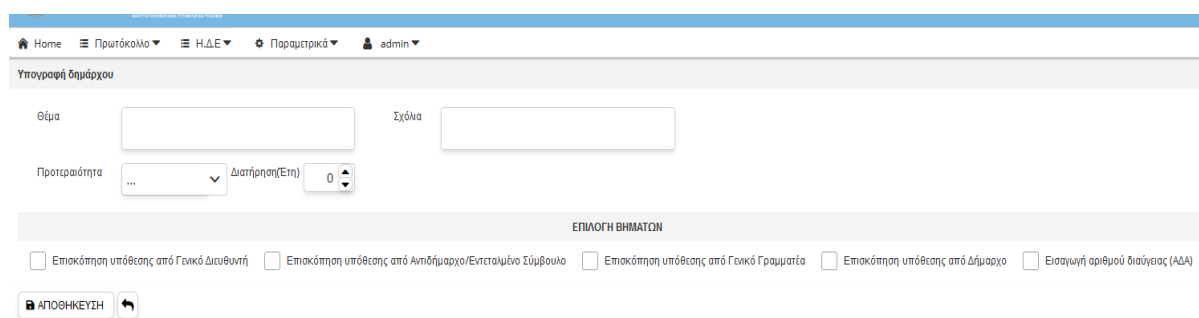 Home Πρωτόκολλο Η.Δ.Ε Παραμετρικά admin
Υπογραφή δημάρχου
Θέμα Σχόλια
Προτεραιότητα ... Διατήρηση(Έτη) 0
ΕΠΙΛΟΓΗ ΒΗΜΑΤΩΝ
Επισκόπηση υπόθεσης από Γενικό Διευθυντή Επισκόπηση υπόθεσης από Αντιδήμαρχο/Εντεταλμένο Σύμβουλο Επισκόπηση υπόθεσης από Γενικό Γραμματέα Επισκόπηση υπόθεσης από Δήμαρχο Εισαγωγή αριθμού διαύγειας (ΑΔΑ)
ΑΠΟΘΗΚΕΥΣΗ